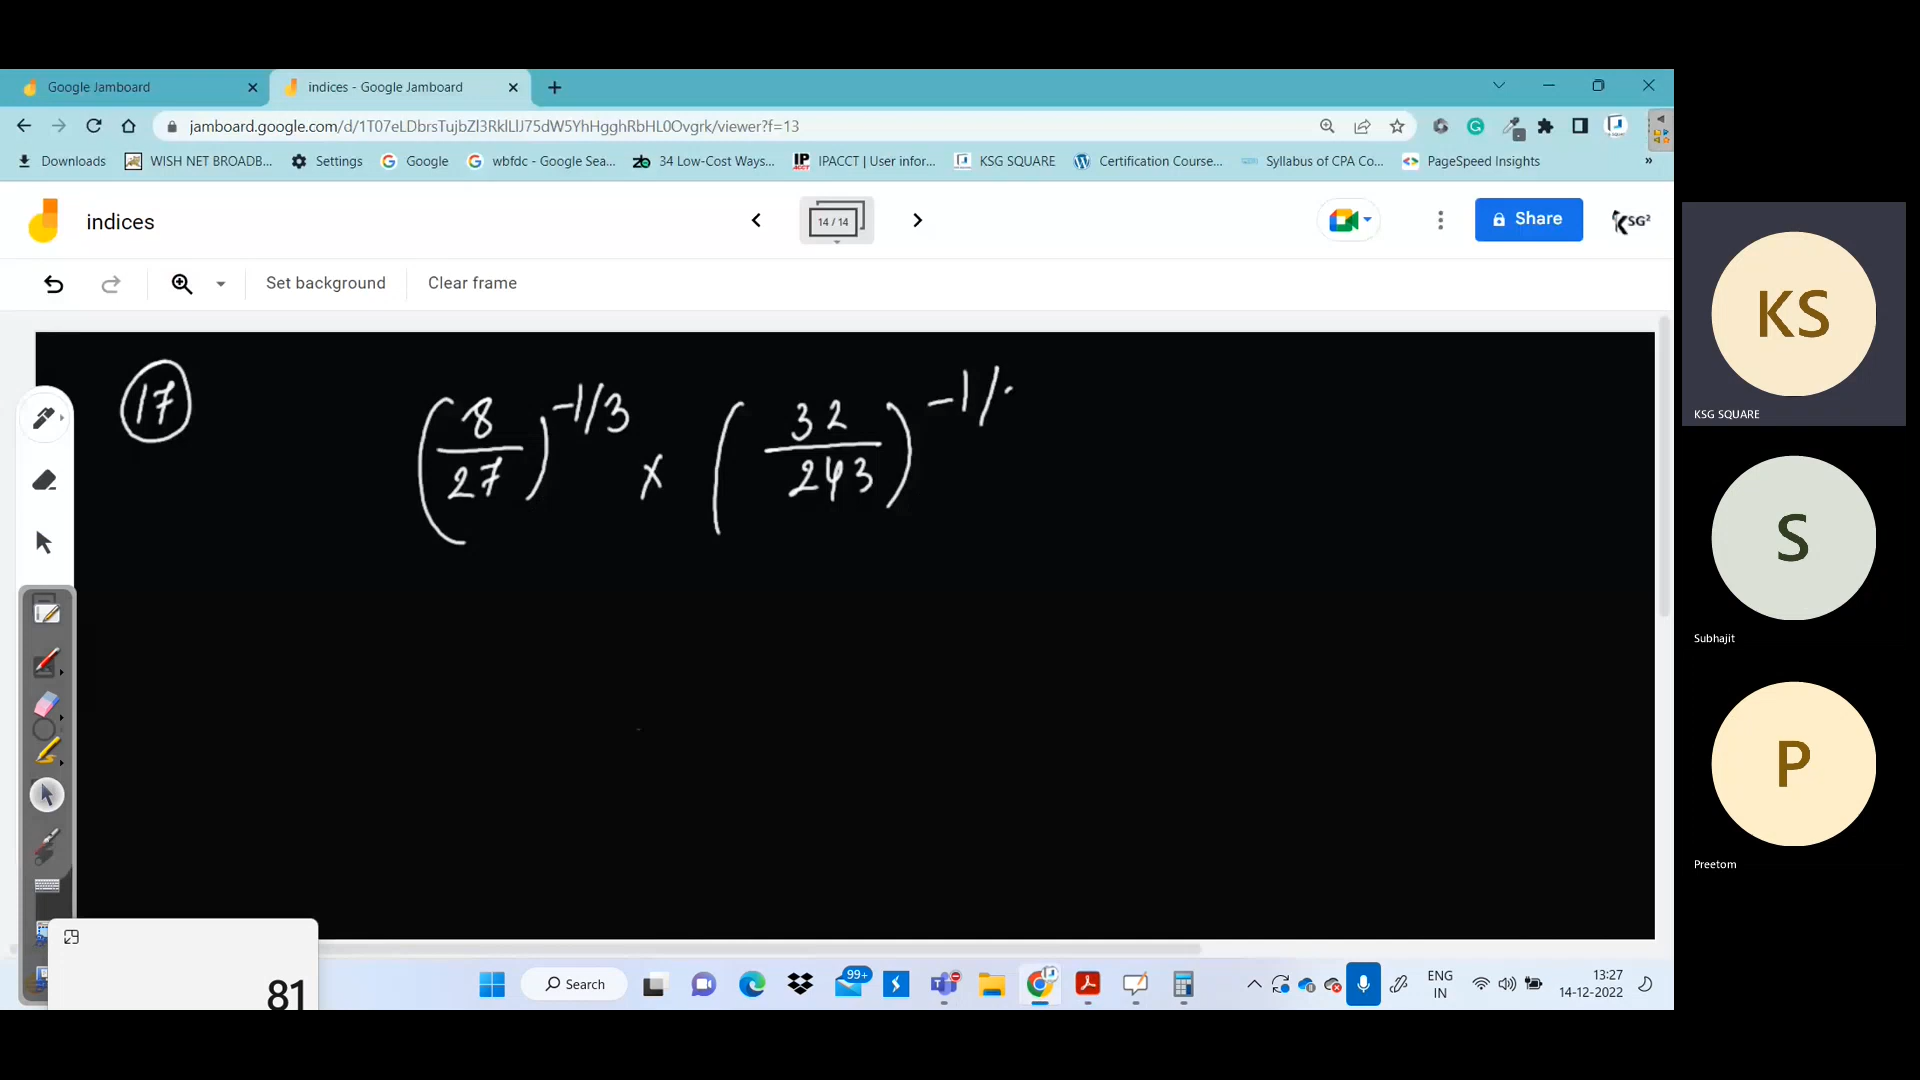 Google Jamboard
indices - Google Jamboard
jamboard.google.com/d/1T07eLDbrsTujbZl3RklLlJ75dW5YhHgghRbHL0Ovgrk/viewer?f=13
Downloads WISH NET BROADB... Settings Google wbfdc - Google Sea... 34 Low-Cost Ways... IPACCT | User infor... KSG SQUARE Certification Course... Syllabus of CPA Co... PageSpeed Insights »
indices
14 / 14
Share
KSG²
Set background Clear frame
17
(8/27)^-1/3 x (32/243)^-1/
81
Search
99+
ENG
IN
13:27
14-12-2022
KS
KSG SQUARE
S
Subhajit
P
Preetom